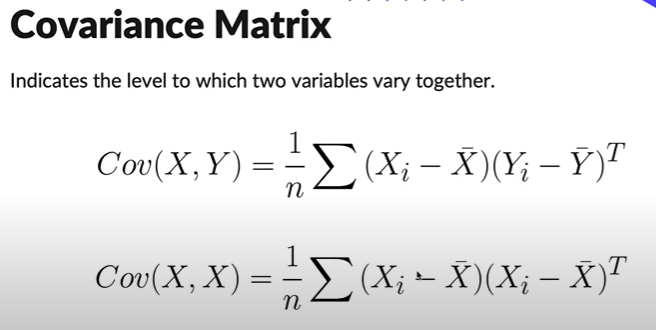 Covariance Matrix
Indicates the level to which two variables vary together.
Cov(X, Y) = \frac{1}{n} \sum (X_i - \bar{X})(Y_i - \bar{Y})^T
Cov(X, X) = \frac{1}{n} \sum (X_i - \bar{X})(X_i - \bar{X})^T